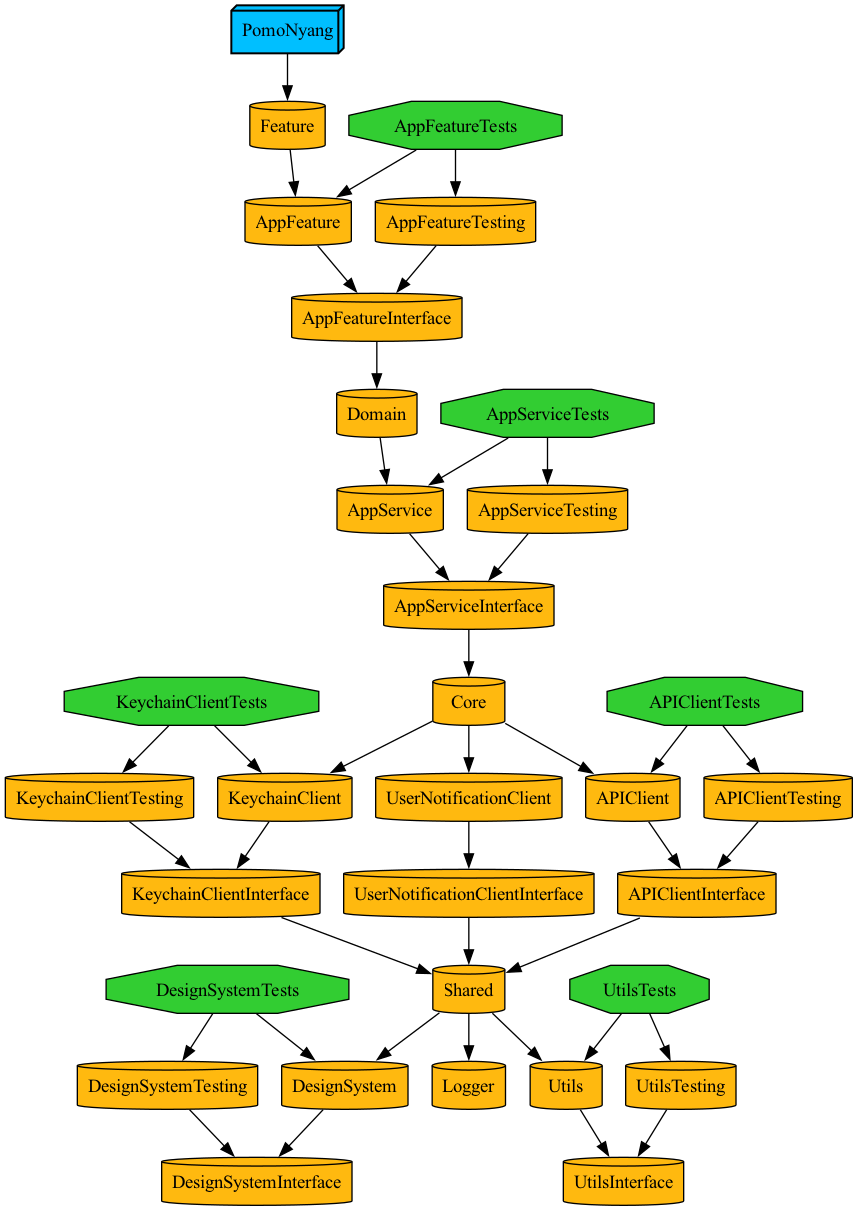 PomoNyang
Feature
AppFeatureTests
AppFeature
AppFeatureTesting
AppFeatureInterface
Domain
AppServiceTests
AppService
AppServiceTesting
AppServiceInterface
Core
KeychainClientTests
APIClientTests
KeychainClientTesting
KeychainClient
UserNotificationClient
APIClient
APIClientTesting
KeychainClientInterface
UserNotificationClientInterface
APIClientInterface
DesignSystemTests
Shared
UtilsTests
DesignSystemTesting
DesignSystem
Logger
Utils
UtilsTesting
DesignSystemInterface
UtilsInterface